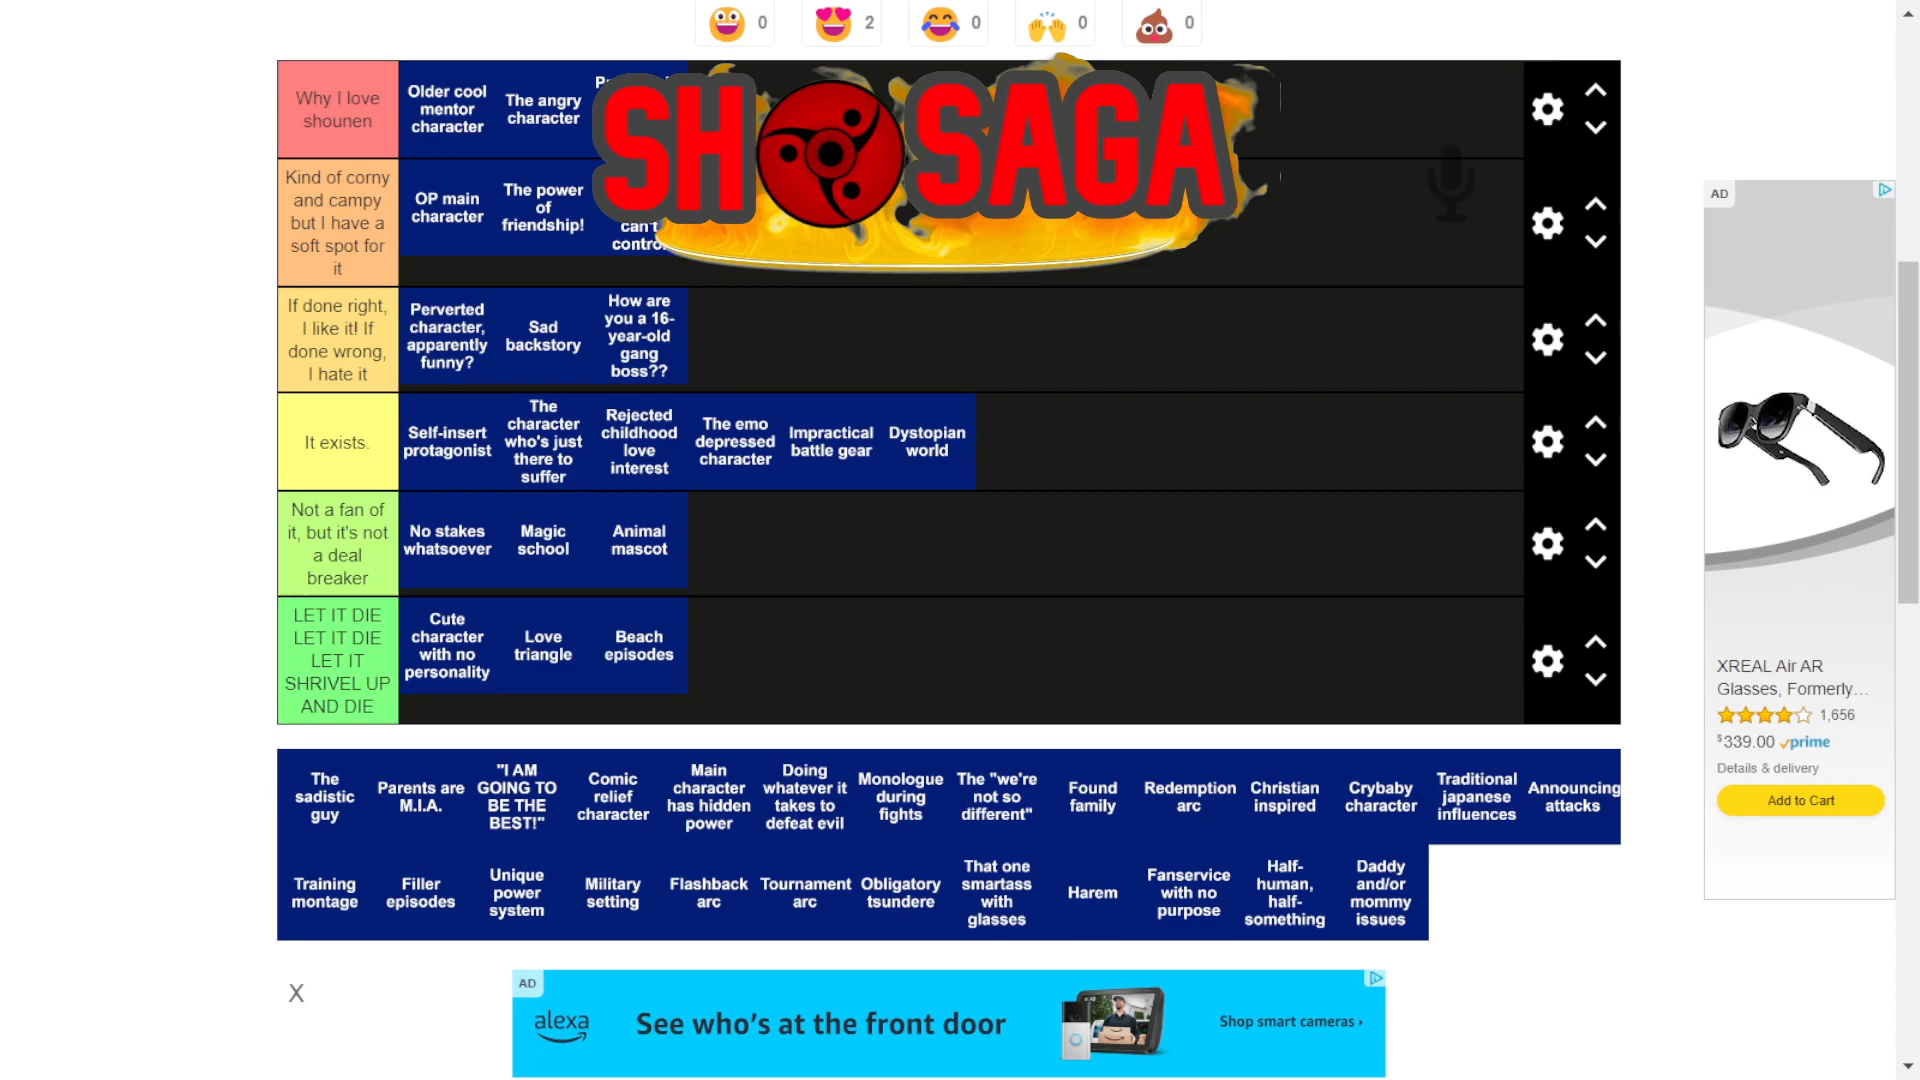 0
2
0
0
0
Why I love
shounen
Older cool
mentor
character
The angry
character
SH SAGA
Kind of corny
and campy
but I have a
soft spot for
it
OP main
character
The power
of
friendship!
can't
control
If done right,
I like it! If
done wrong,
I hate it
Perverted
character,
apparently
funny?
Sad
backstory
How are
you a 16-
year-old
gang
boss??
It exists.
Self-insert
protagonist
The
character
who's just
there to
suffer
Rejected
childhood
love
interest
The emo
depressed
character
Impractical
battle gear
Dystopian
world
Not a fan of
it, but it's not
a deal
breaker
No stakes
whatsoever
Magic
school
Animal
mascot
LET IT DIE
LET IT DIE
LET IT
SHRIVEL UP
AND DIE
Cute
character
with no
personality
Love
triangle
Beach
episodes
The
sadistic
guy
Parents are
M.I.A.
"I AM
GOING TO
BE THE
BEST!"
Comic
relief
character
Main
character
has hidden
power
Doing
whatever it
takes to
defeat evil
Monologue
during
fights
The "we're
not so
different"
Found
family
Redemption
arc
Christian
inspired
Crybaby
character
Traditional
japanese
influences
Announcing
attacks
Training
montage
Filler
episodes
Unique
power
system
Military
setting
Flashback
arc
Tournament
arc
Obligatory
tsundere
That one
smartass
with
glasses
Harem
Fanservice
with no
purpose
Half-
human,
half-
something
Daddy
and/or
mommy
issues
AD
XREAL Air AR
Glasses, Formerly...
1,656
$339.00 prime
Details & delivery
Add to Cart
X
AD
alexa
See who's at the front door
Shop smart cameras ›